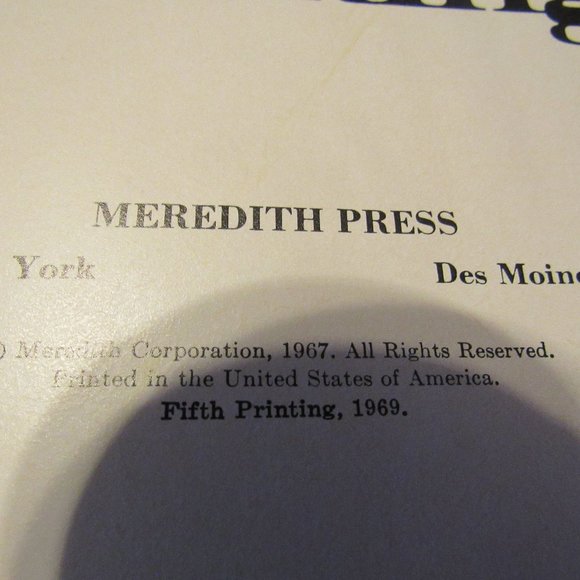 MEREDITH PRESS
York Des Moine
) Meredith Corporation, 1967. All Rights Reserved.
Printed in the United States of America.
Fifth Printing, 1969.